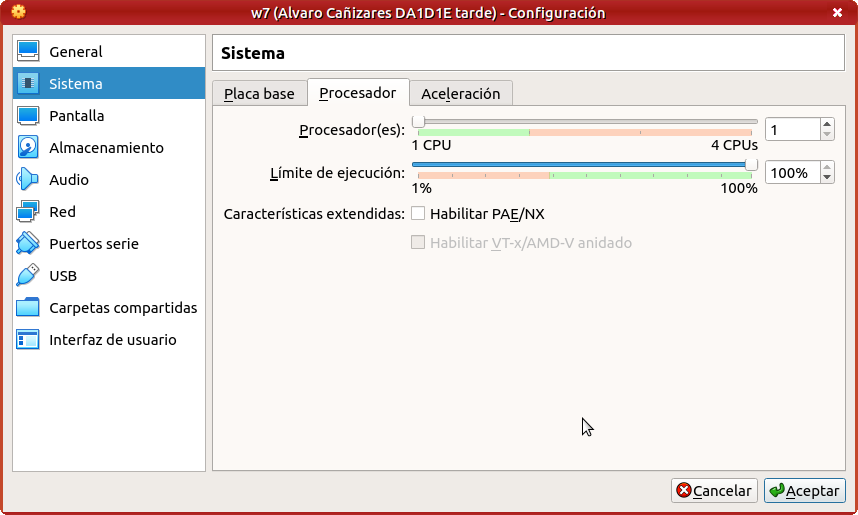 w7 (Alvaro Cañizares DA1D1E tarde) - Configuración
General
Sistema
Pantalla
Almacenamiento
Audio
Red
Puertos serie
USB
Carpetas compartidas
Interfaz de usuario
Sistema
Placa base Procesador Aceleración
Procesador(es): 1
1 CPU 4 CPUs
Límite de ejecución: 100%
1% 100%
Características extendidas: Habilitar PAE/NX
Habilitar VT-x/AMD-V anidado
Cancelar Aceptar